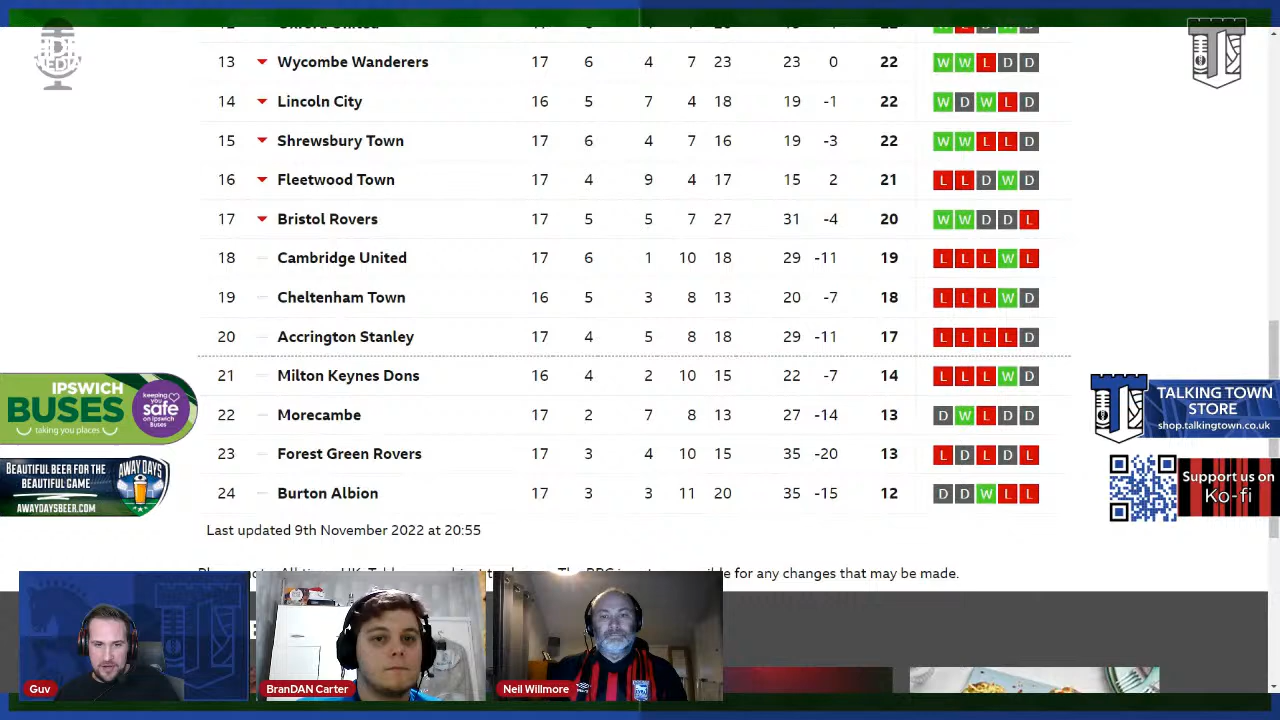 13 Wycombe Wanderers 17 6 4 7 23 23 0 22 W W L D D
14 Lincoln City 16 5 7 4 18 19 -1 22 W D W L D
15 Shrewsbury Town 17 6 4 7 16 19 -3 22 W W L L D
16 Fleetwood Town 17 4 9 4 17 15 2 21 L L D W D
17 Bristol Rovers 17 5 5 7 27 31 -4 20 W W D D L
18 Cambridge United 17 6 1 10 18 29 -11 19 L L L W L
19 Cheltenham Town 16 5 3 8 13 20 -7 18 L L L W D
20 Accrington Stanley 17 4 5 8 18 29 -11 17 L L L L D
21 Milton Keynes Dons 16 4 2 10 15 22 -7 14 L L L W D
22 Morecambe 17 2 7 8 13 27 -14 13 D W L D D
23 Forest Green Rovers 17 3 4 10 15 35 -20 13 L D L D L
24 Burton Albion 17 3 3 11 20 35 -15 12 D D W L L
Last updated 9th November 2022 at 20:55
for any changes that may be made.
IPSWICH
BUSES
taking you places
keeping
you
safe
on Ipswich
Buses
BEAUTIFUL BEER FOR THE
BEAUTIFUL GAME
AWAYDAYSBEER.COM
AWAY DAYS
TALKING TOWN
STORE
shop.talkingtown.co.uk
Support us on
Ko-fi
Guv
BranDAN Carter
Neil Willmore